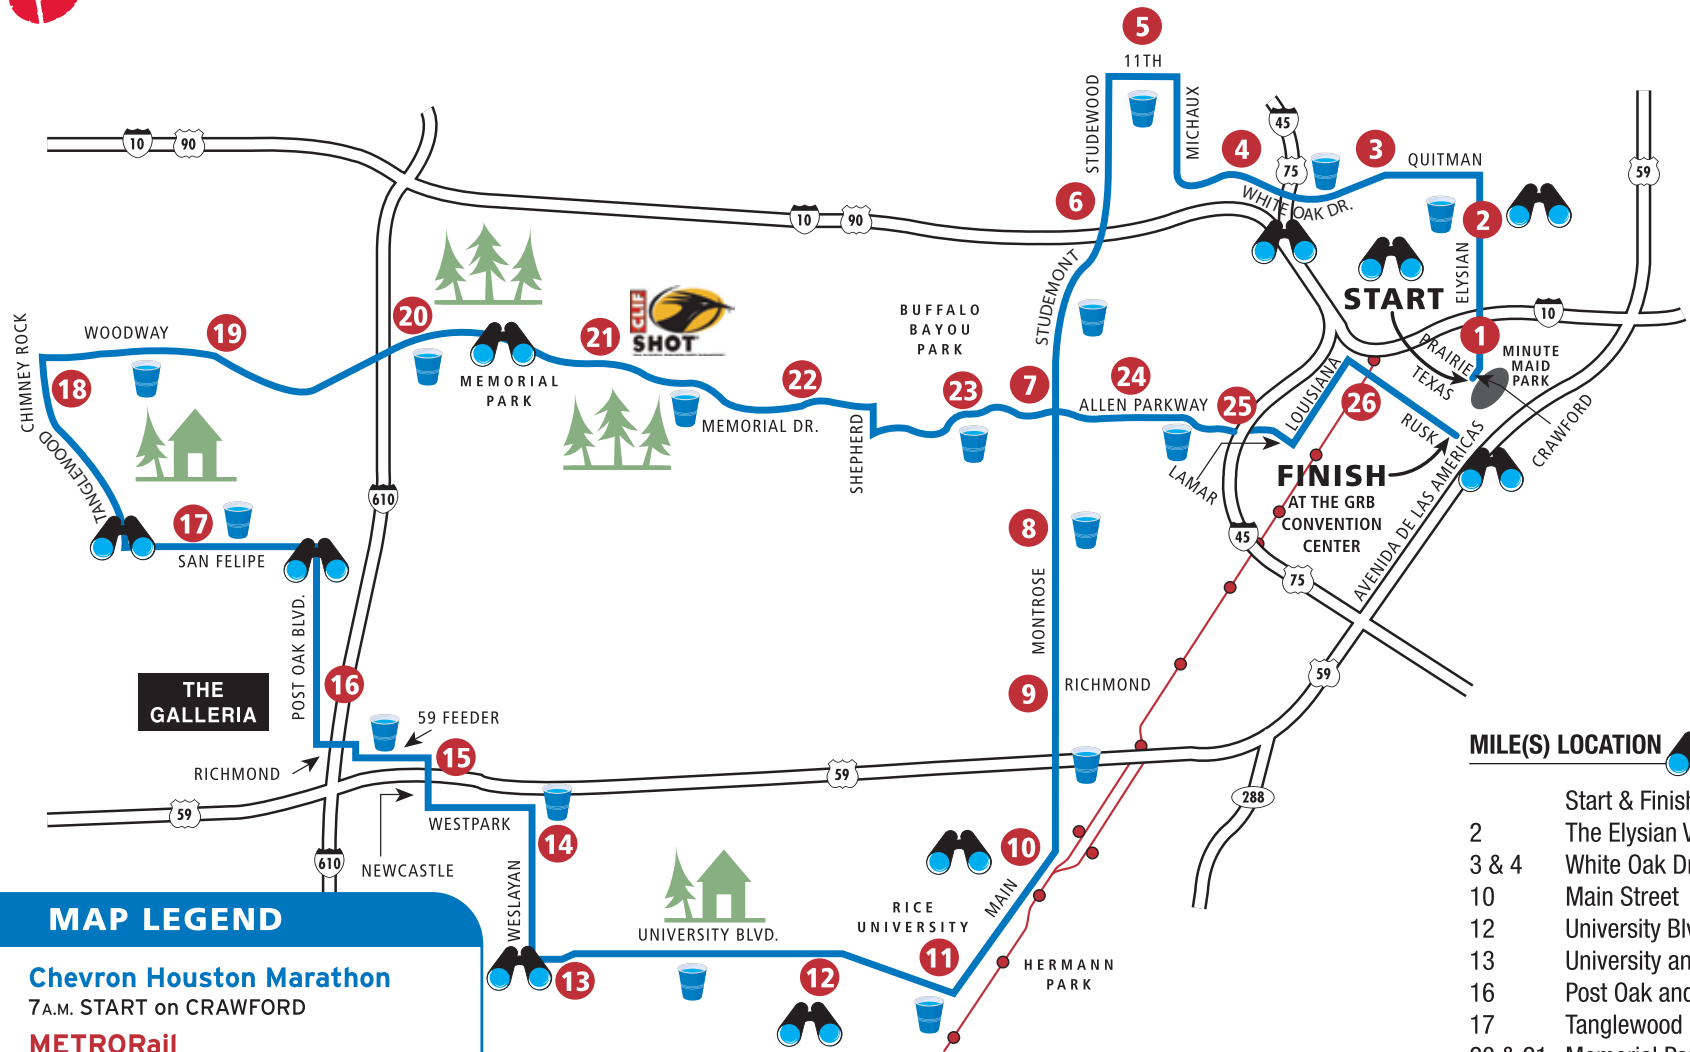 5
11TH
STUDEWOOD
MICHAUX
45
75
4
3
QUITMAN
WHITE OAK DR.
59
10
90
6
2
10
90
ELYSIAN
START
STUDEMONT
BUFFALO
BAYOU
PARK
1
10
PRAIRIE
TEXAS
MINUTE
MAID
PARK
CRAWFORD
CHIMNEY ROCK
WOODWAY
19
20
CLIF
SHOT
21
MEMORIAL
PARK
18
22
23
7
24
ALLEN PARKWAY
25
LOUISIANA
26
RUSK
MEMORIAL DR.
SHEPHERD
LAMAR
FINISH
AT THE GRB
CONVENTION
CENTER
AVENIDA DE LAS AMERICAS
TANGLEWOOD
610
17
SAN FELIPE
8
45
75
MONTROSE
POST OAK BLVD.
THE
GALLERIA
16
9
RICHMOND
59
59 FEEDER
15
RICHMOND
59
59
288
WESTPARK
14
NEWCASTLE
610
10
MAIN
WESLAYAN
RICE
UNIVERSITY
UNIVERSITY BLVD.
11
13
12
HERMANN
PARK
MAP LEGEND
Chevron Houston Marathon
7A.M. START on CRAWFORD
METRORail
MILE(S) LOCATION
Start & Finish
2 The Elysian V
3 & 4 White Oak Dr
10 Main Street
12 University Blv
13 University an
16 Post Oak and
17 Tanglewood
20 & 21 Memorial Pa